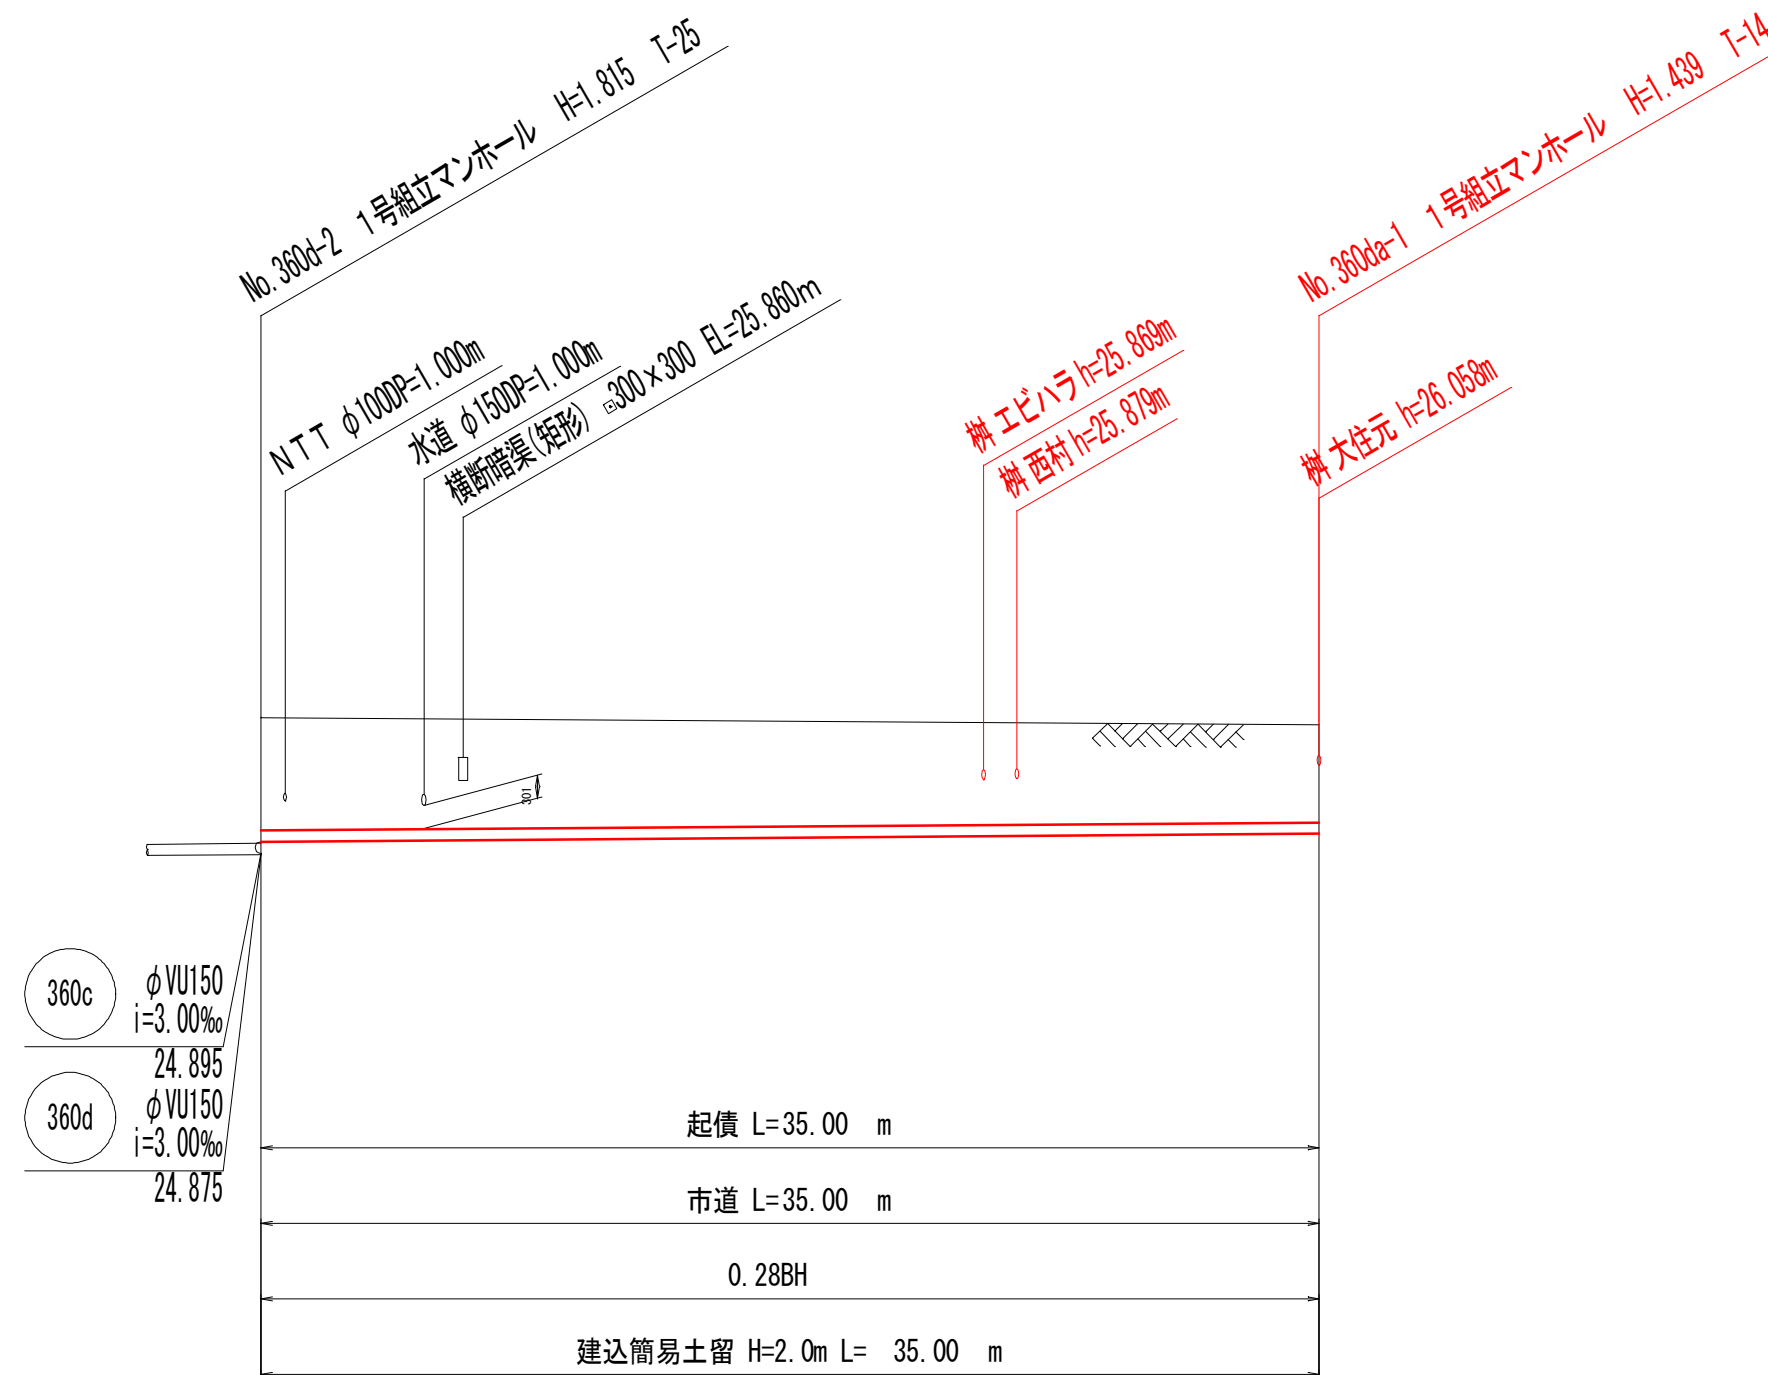 No.360d-2　1号組立マンホール　H=1.815　T-25
No.360da-1　1号組立マンホール　H=1.439　T-14
ＮＴＴ φ100DP=1.000m
水道 φ150DP=1.000m
横断暗渠(矩形) □300×300 EL=25.860m
桝 エビハラ h=25.869m
桝 西村 h=25.879m
桝 大住元 h=26.058m
301
360c
φVU150
i=3.00‰
24.895
360d
φVU150
i=3.00‰
24.875
起債 L=35.00　m
市道 L=35.00　m
0.28BH
建込簡易土留 H=2.0m L=　35.00　m